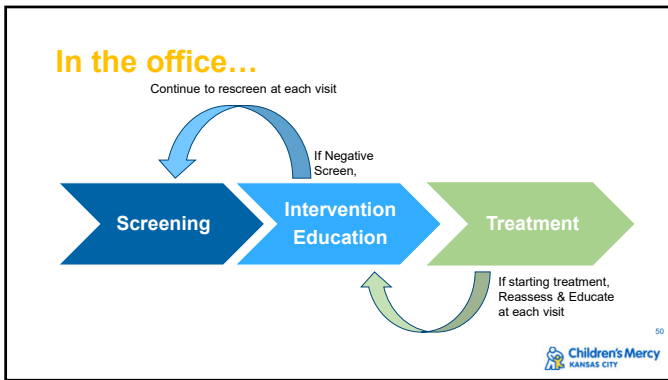 In the office…
Continue to rescreen at each visit
If Negative
Screen,
Screening
Intervention
Education
Treatment
If starting treatment,
Reassess & Educate
at each visit
50
Children's Mercy
KANSAS CITY